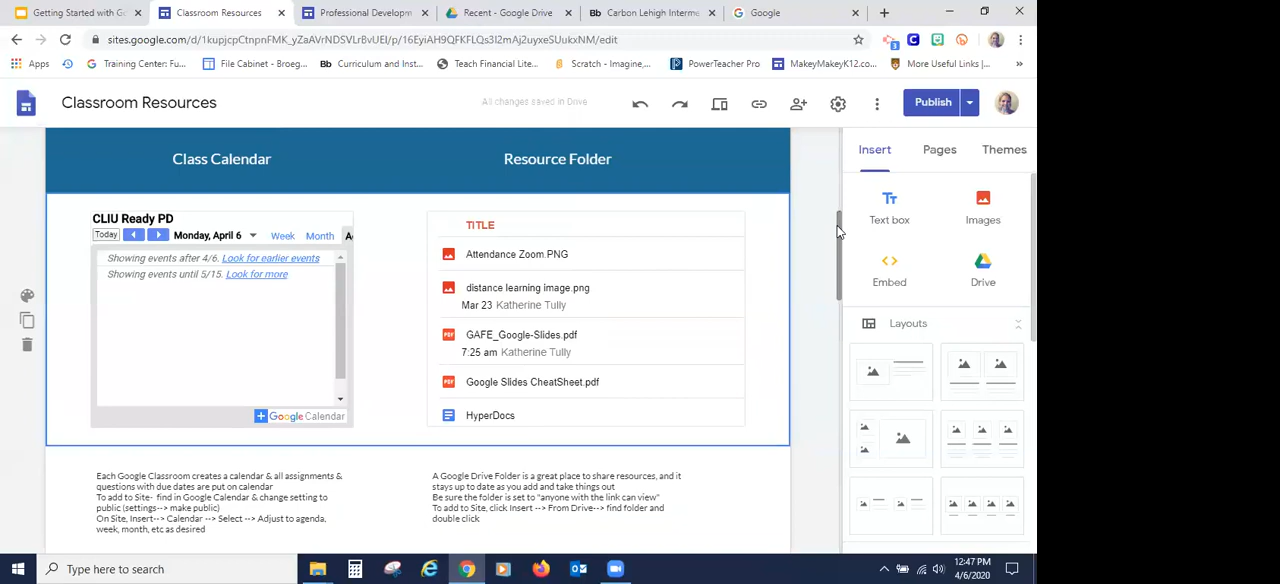 Getting Started with Go
Classroom Resources
Professional Developm
Recent - Google Drive
Bb Carbon Lehigh Interme
Google
sites.google.com/d/1kupjcpCtnpnFMK_yZaAVrNDSVLr8vUEI/p/16EyiAH9QFKFLQs3I2mAj2uyxeSUukxNM/edit
Apps
Training Center: Fu...
File Cabinet - Broeg...
Bb Curriculum and Inst...
Teach Financial Lite...
Scratch - Imagine,...
PowerTeacher Pro
MakeyMakeyK12.co...
More Useful Links |...
»
Classroom Resources
All changes saved in Drive
Publish
Class Calendar
Resource Folder
Insert
Pages
Themes
Text box
Images
Embed
Drive
Layouts
CLIU Ready PD
Today
Monday, April 6
Week
Month
Showing events after 4/6. Look for earlier events
Showing events until 5/15. Look for more
Google Calendar
TITLE
Attendance Zoom.PNG
distance learning image.png
Mar 23 Katherine Tully
GAFE_Google-Slides.pdf
7:25 am Katherine Tully
Google Slides CheatSheet.pdf
HyperDocs
Each Google Classroom creates a calendar & all assignments &
questions with due dates are put on calendar
To add to Site- find in Google Calendar & change setting to
public (settings--> make public)
On Site, Insert--> Calendar --> Select --> Adjust to agenda,
week, month, etc as desired
A Google Drive Folder is a great place to share resources, and it
stays up to date as you add and take things out
Be sure the folder is set to "anyone with the link can view"
To add to Site, click Insert --> From Drive--> find folder and
double click
Type here to search
12:47 PM
4/6/2020